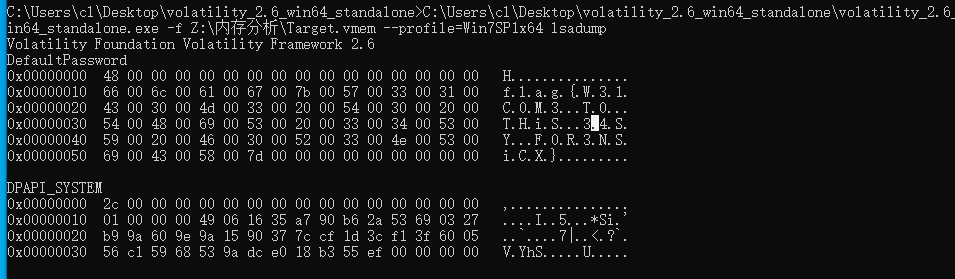 C:\Users\cl\Desktop\volatility_2.6_win64_standalone>C:\Users\cl\Desktop\volatility_2.6_win64_standalone\volatility_2.6_
in64_standalone.exe -f Z:\内存分析\Target.vmem --profile=Win7SP1x64 lsadump
Volatility Foundation Volatility Framework 2.6
DefaultPassword
0x00000000  48 00 00 00 00 00 00 00 00 00 00 00 00 00 00 00   H...............
0x00000010  66 00 6c 00 61 00 67 00 7b 00 57 00 33 00 31 00   f.l.a.g.{.W.3.1.
0x00000020  43 00 30 00 4d 00 33 00 20 00 54 00 30 00 20 00   C.0.M.3...T.0...
0x00000030  54 00 48 00 69 00 53 00 20 00 33 00 34 00 53 00   T.H.i.S...3.4.S.
0x00000040  59 00 20 00 46 00 30 00 52 00 33 00 4e 00 53 00   Y...F.0.R.3.N.S.
0x00000050  69 00 43 00 58 00 7d 00 00 00 00 00 00 00 00 00   i.C.X.}.........
DPAPI_SYSTEM
0x00000000  2c 00 00 00 00 00 00 00 00 00 00 00 00 00 00 00   ,...............
0x00000010  01 00 00 00 49 06 16 35 a7 90 b6 2a 53 69 03 27   ....I..5...*Si.'
0x00000020  b9 9a 60 9e 9a 15 90 37 7c cf 1d 3c f1 3f 60 05   ..`....7|..<.?`.
0x00000030  56 c1 59 68 53 9a dc e0 18 b3 55 ef 00 00 00 00   V.YhS.....U.....